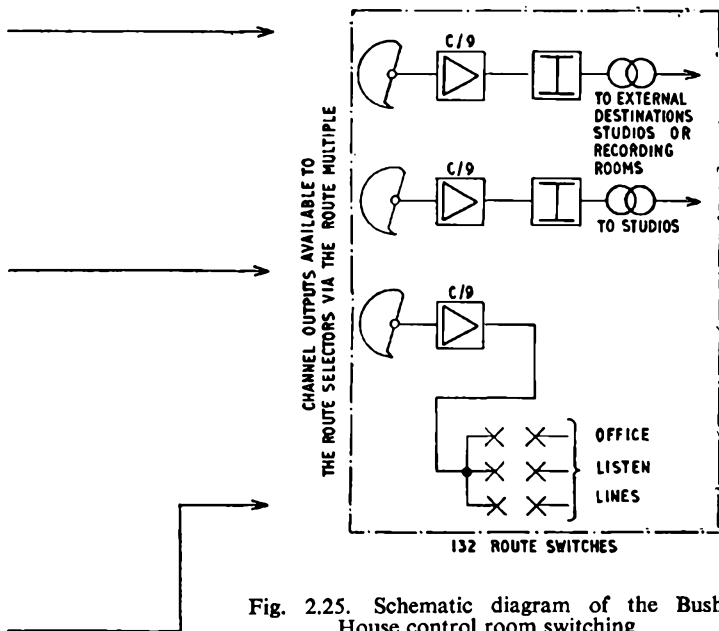 C/9
TO EXTERNAL
DESTINATIONS
STUDIOS OR
RECORDING
ROOMS
C/9
TO STUDIOS
C/9
CHANNEL OUTPUTS AVAILABLE TO
THE ROUTE SELECTORS VIA THE ROUTE MULTIPLE
OFFICE
LISTEN
LINES
132 ROUTE SWITCHES
Fig. 2.25. Schematic diagram of the Bush
House control room switching